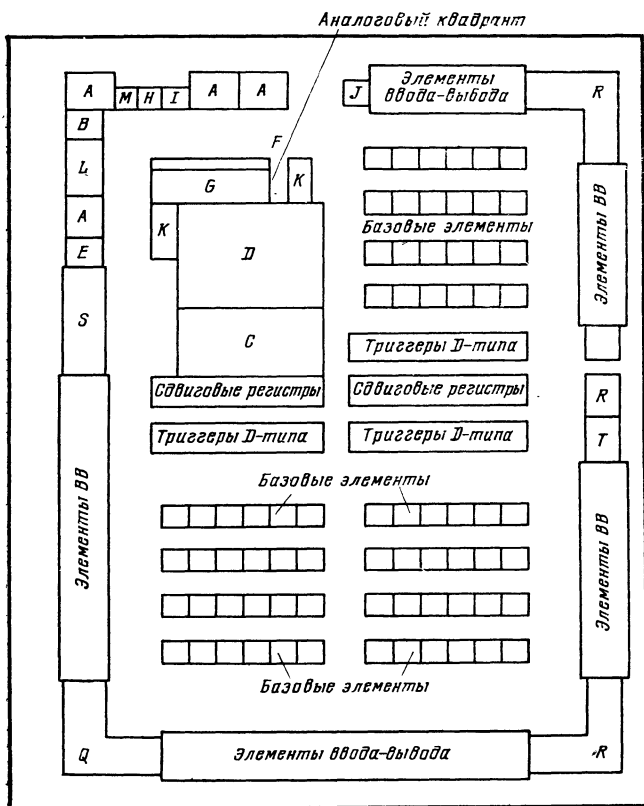 Аналоговый квадрант
A
M
H
I
A
A
J
Элементы
ввода-вывода
R
B
L
A
E
S
F
G
K
K
D
C
Базовые элементы
Элементы ВВ
Триггеры D-типа
Сдвиговые регистры
Сдвиговые регистры
R
Триггеры D-типа
Триггеры D-типа
T
Базовые элементы
Элементы ВВ
Элементы ВВ
Базовые элементы
Q
Элементы ввода-вывода
R